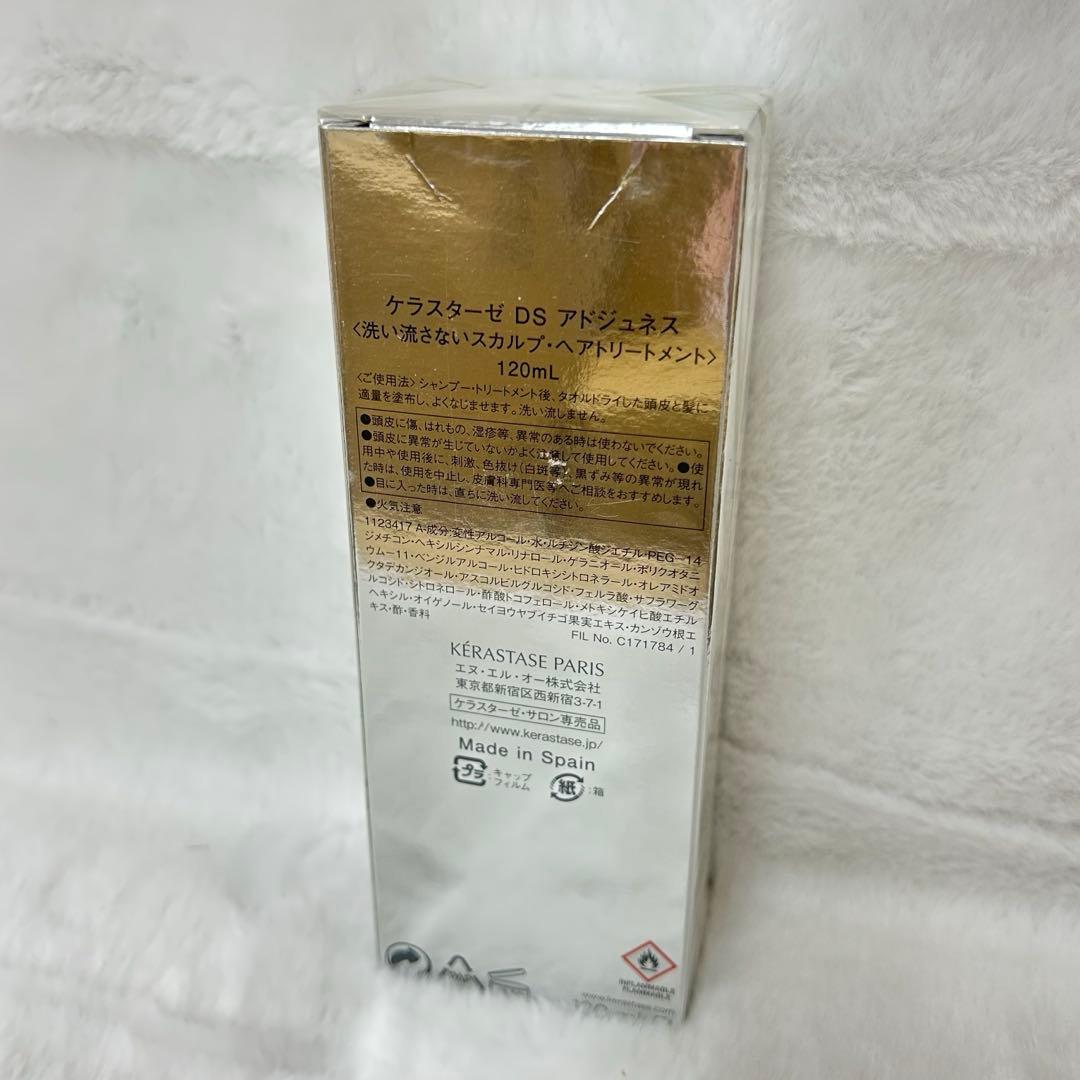 ケラスターゼ DS アドジュネス
〈洗い流さないスカルプ・ヘアトリートメント〉
120mL
〈ご使用法〉シャンプー・トリートメント後、タオルドライした頭皮と髪に
適量を塗布し、よくなじませます。洗い流しません。
●頭皮に傷、はれもの、湿疹等、異常のある時は使わないでください。
●頭皮に異常が生じていないかよく注意して使用してください。●使
用中や使用後に、刺激、色抜け(白斑等)、黒ずみ等の異常が現れ
た時は、使用を中止し、皮膚科専門医等へご相談をおすすめします。
●目に入った時は、直ちに洗い流してください。
●火気注意
1123417 A-成分:変性アルコール・水・ルチジン酸ジエチル・PEG-14
ジメチコン・ヘキシルシンナマル・リナロール・ゲラニオール・ポリクオタニ
ウム-11・ベンジルアルコール・ヒドロキシシトロネラール・オレアミドオ
クタデカンジオール・アスコルビルグルコシド・フェルラ酸・サフラワーグ
ルコシド・シトロネロール・酢酸トコフェロール・メトキシケイヒ酸エチル
ヘキシル・オイゲノール・セイヨウヤブイチゴ果実エキス・カンゾウ根エ
キス・酢・香料
FIL No. C171784 / 1
KÉRASTASE PARIS
エヌ・エル・オー株式会社
東京都新宿区西新宿3-7-1
ケラスターゼ・サロン専売品
http://www.kerastase.jp/
Made in Spain
プラ :キャップ
フィルム
紙 :箱
INFLAMMABLE
FLAMMABLE
www.kerastase.com
120